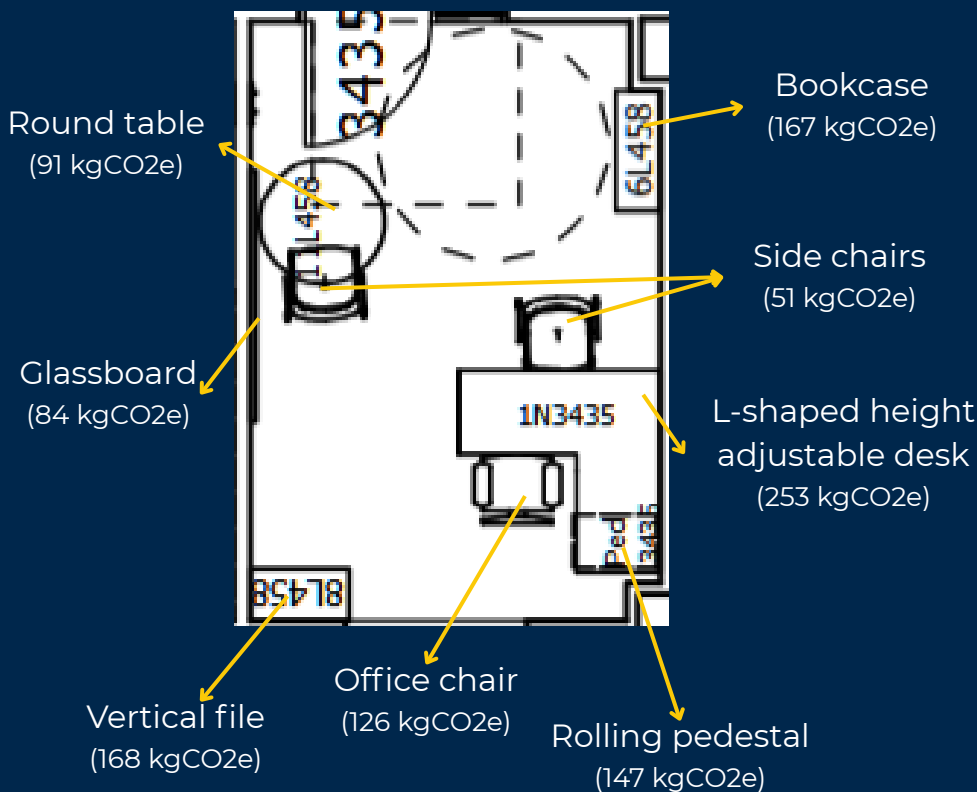 3435
Bookcase
(167 kgCO2e)
Round table
(91 kgCO2e)
6L458
11L458
Side chairs
(51 kgCO2e)
Glassboard
(84 kgCO2e)
1N3435
L-shaped height
adjustable desk
(253 kgCO2e)
Ped
3435
8L458
Office chair
(126 kgCO2e)
Vertical file
(168 kgCO2e)
Rolling pedestal
(147 kgCO2e)